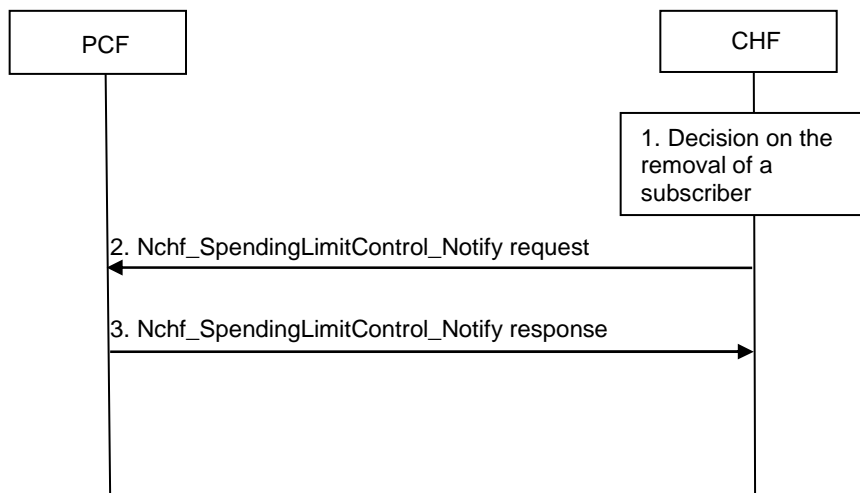 PCF
CHF
1. Decision on the
removal of a
subscriber
2. Nchf_SpendingLimitControl_Notify request
3. Nchf_SpendingLimitControl_Notify response